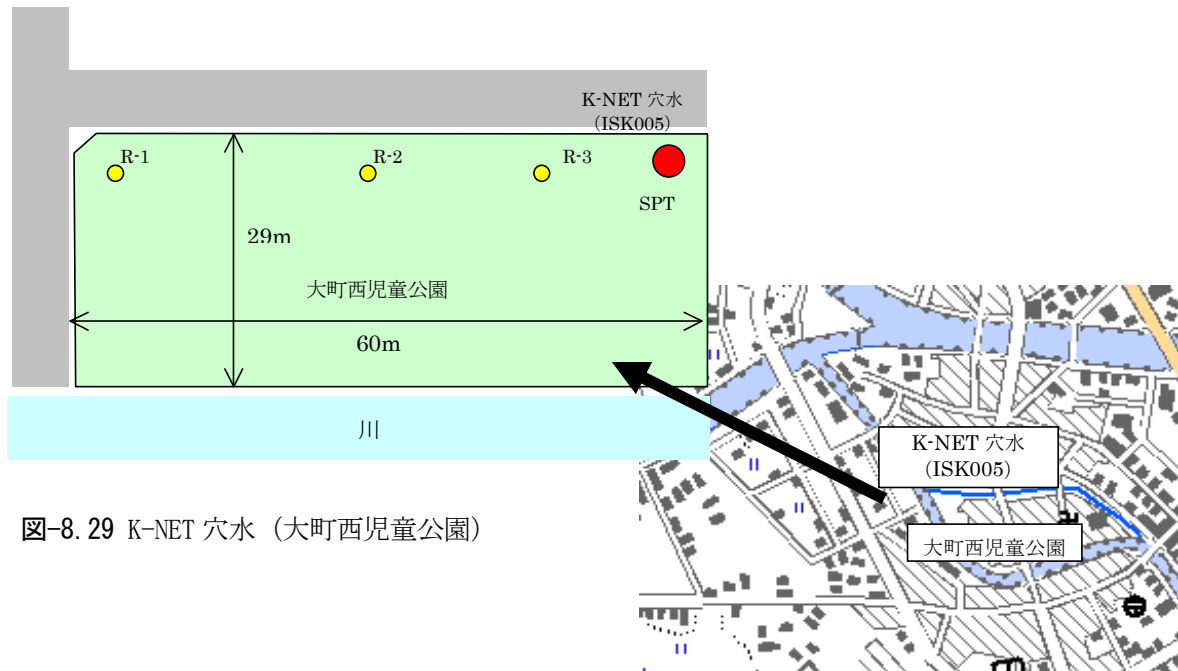 K-NET 穴水
(ISK005)
R-1
R-2
R-3
SPT
29m
大町西児童公園
60m
川
K-NET 穴水
(ISK005)
大町西児童公園
図-8.29 K-NET 穴水 (大町西児童公園)